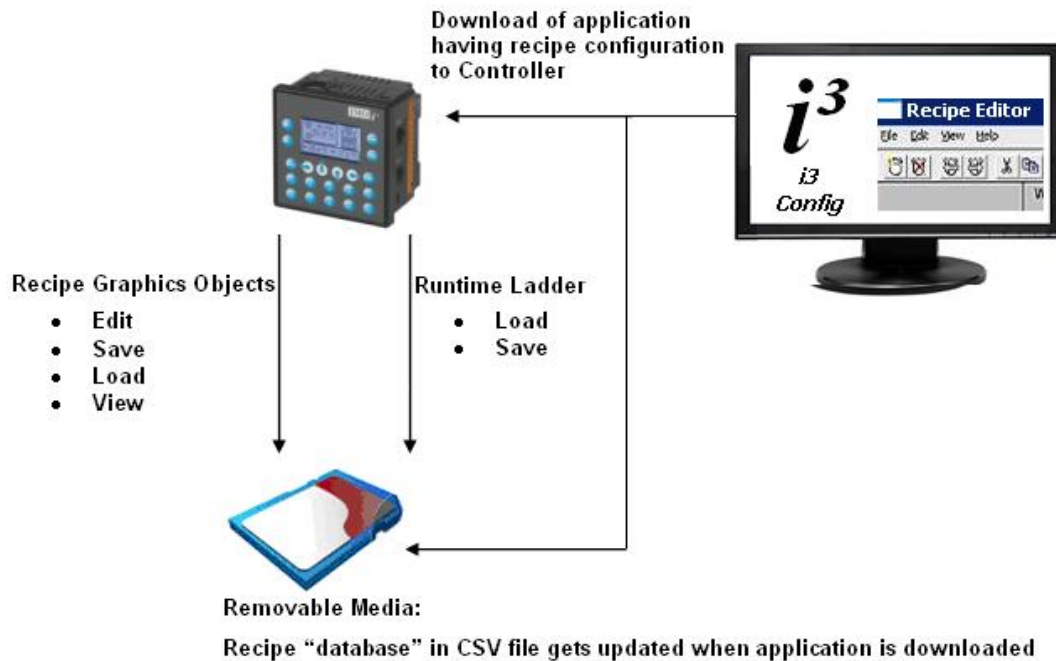 Download of application
having recipe configuration
to Controller
i3
i3
Config
Recipe Editor
File Edit View Help
Recipe Graphics Objects
• Edit
• Save
• Load
• View
Runtime Ladder
• Load
• Save
Removable Media:
Recipe “database” in CSV file gets updated when application is downloaded